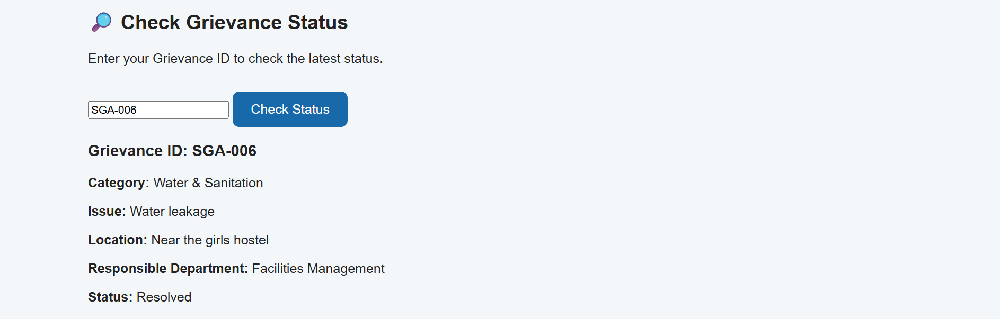 Check Grievance Status
Enter your Grievance ID to check the latest status.
SGA-006 Check Status
Grievance ID: SGA-006
Category: Water & Sanitation
Issue: Water leakage
Location: Near the girls hostel
Responsible Department: Facilities Management
Status: Resolved